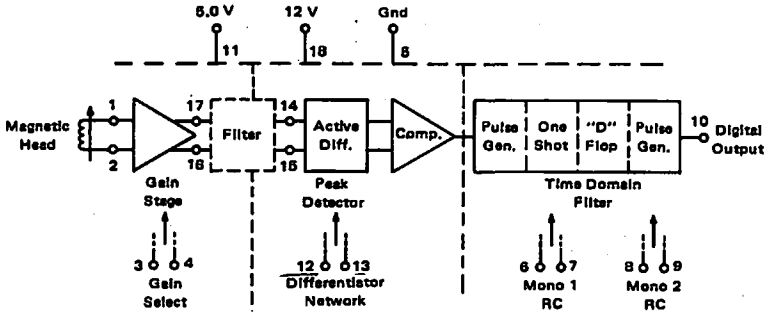 5.0 V
12 V
Gnd
11
18
5
1
17
14
10
Magnetic
Head
Filter
Active
Diff.
Comp.
Pulse
Gen.
One
Shot
"D"
Flop
Pulse
Gen.
Digital
Output
2
16
15
Gain
Stage
Peak
Detector
Time Domain
Filter
3
4
12
13
6
7
8
9
Gain
Select
Differentiator
Network
Mono 1
RC
Mono 2
RC